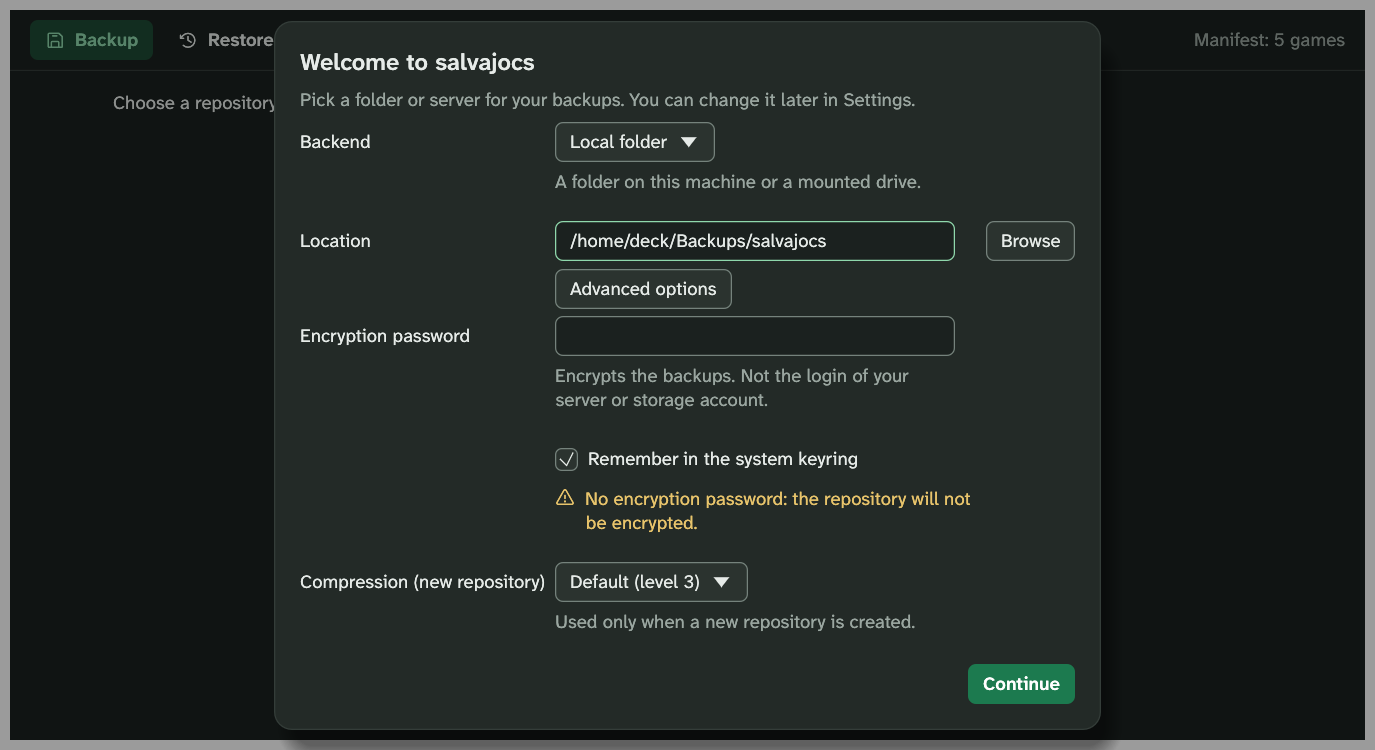 Backup
Restore
Manifest: 5 games
Choose a repository
Welcome to salvajocs
Pick a folder or server for your backups. You can change it later in Settings.
Backend
Local folder
A folder on this machine or a mounted drive.
Location
/home/deck/Backups/salvajocs
Browse
Advanced options
Encryption password
Encrypts the backups. Not the login of your
server or storage account.
Remember in the system keyring
No encryption password: the repository will not
be encrypted.
Compression (new repository)
Default (level 3)
Used only when a new repository is created.
Continue